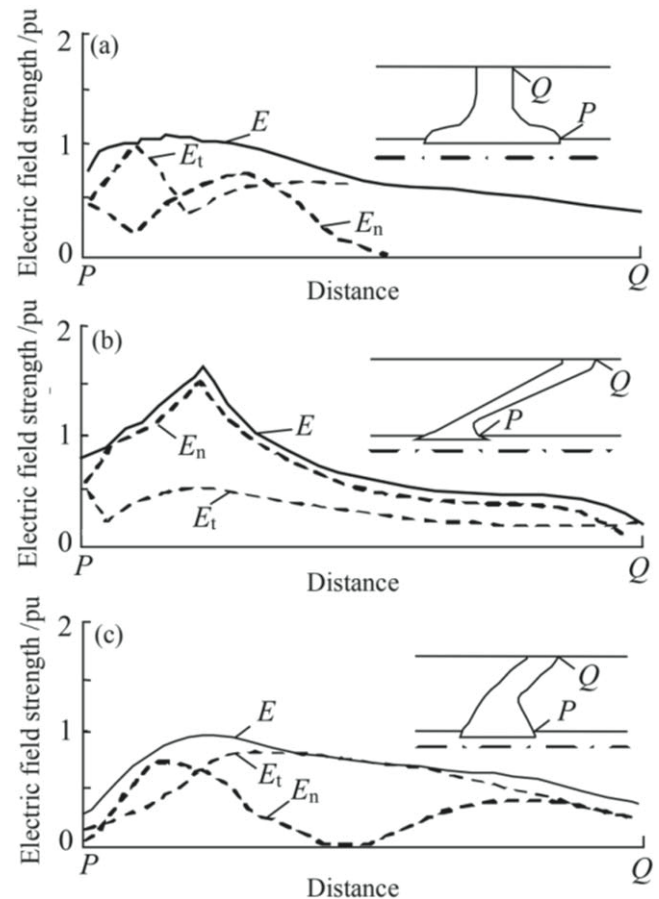 Electric field strength /pu
2
(a)
1
0
E
Et
En
Q
P
P
Distance
Q
Electric field strength /pu
2
(b)
1
0
En
E
Et
Q
P
P
Distance
Q
Electric field strength /pu
2
(c)
1
0
E
Et
En
Q
P
P
Distance
Q